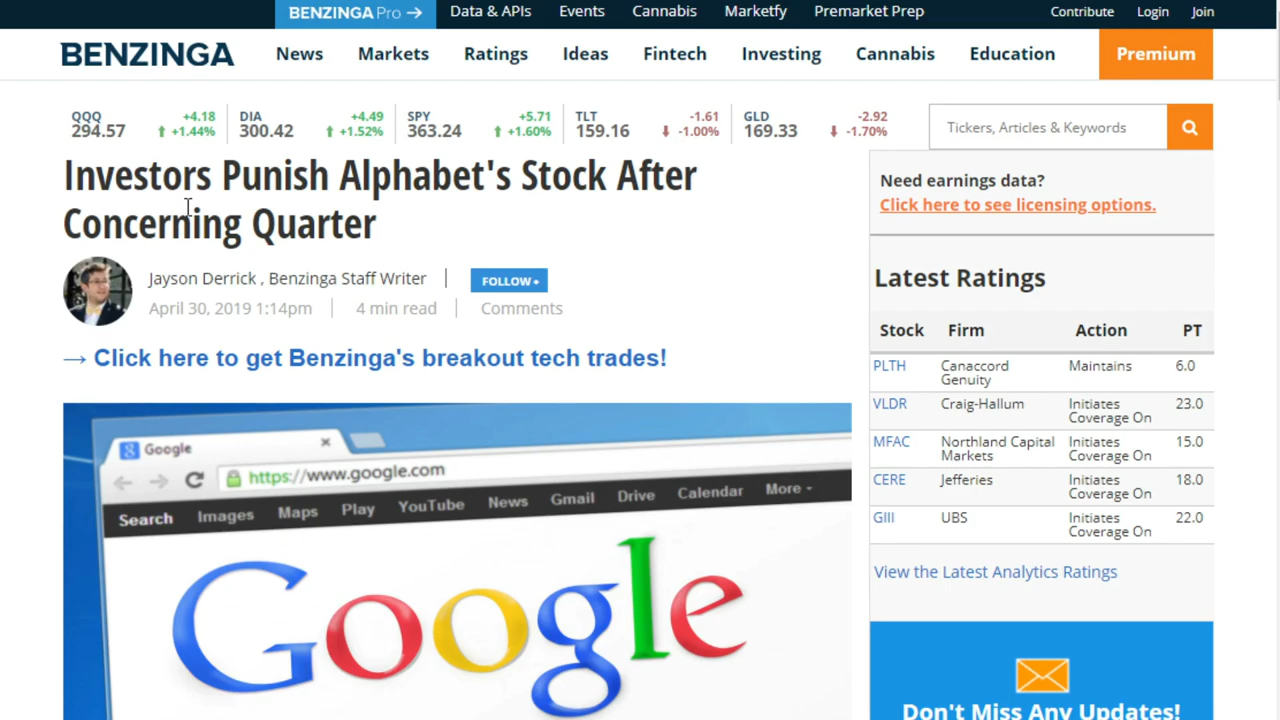 BENZINGA Pro →
Data & APIs
Events
Cannabis
Marketfy
Premarket Prep
Contribute
Login
Join
BENZINGA
News
Markets
Ratings
Ideas
Fintech
Investing
Cannabis
Education
Premium
QQQ +4.18
294.57 +1.44%
DIA +4.49
300.42 +1.52%
SPY +5.71
363.24 +1.60%
TLT -1.61
159.16 -1.00%
GLD -2.92
169.33 -1.70%
Tickers, Articles & Keywords
Investors Punish Alphabet's Stock After
Concerning Quarter
Jayson Derrick , Benzinga Staff Writer
FOLLOW+
April 30, 2019 1:14pm
4 min read
Comments
→ Click here to get Benzinga's breakout tech trades!
Google
https://www.google.com
Search Images Maps Play YouTube News Gmail Drive Calendar More
Google
Need earnings data?
Click here to see licensing options.
Latest Ratings
Stock Firm Action PT
PLTH Canaccord Maintains 6.0
Genuity
VLDR Craig-Hallum Initiates 23.0
Coverage On
MFAC Northland Capital Initiates 15.0
Markets Coverage On
CERE Jefferies Initiates 18.0
Coverage On
GIII UBS Initiates 22.0
Coverage On
View the Latest Analytics Ratings
Don't Miss Any Updates!